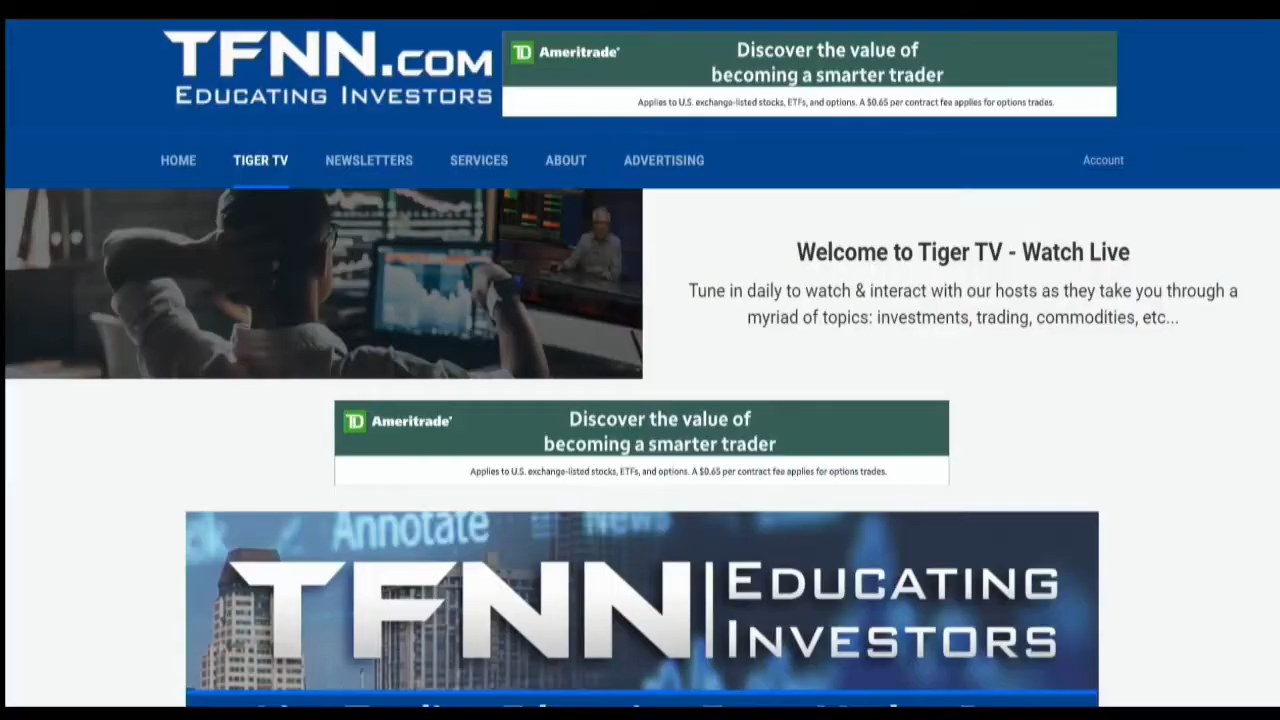 TFNN.COM
EDUCATING INVESTORS
TD Ameritrade®
Discover the value of
becoming a smarter trader
Applies to U.S. exchange-listed stocks, ETFs, and options. A $0.65 per contract fee applies for options trades.
HOME TIGER TV NEWSLETTERS SERVICES ABOUT ADVERTISING Account
Welcome to Tiger TV - Watch Live
Tune in daily to watch & interact with our hosts as they take you through a
myriad of topics: investments, trading, commodities, etc...
TD Ameritrade®
Discover the value of
becoming a smarter trader
Applies to U.S. exchange-listed stocks, ETFs, and options. A $0.65 per contract fee applies for options trades.
Annotate News
TFNN EDUCATING
INVESTORS